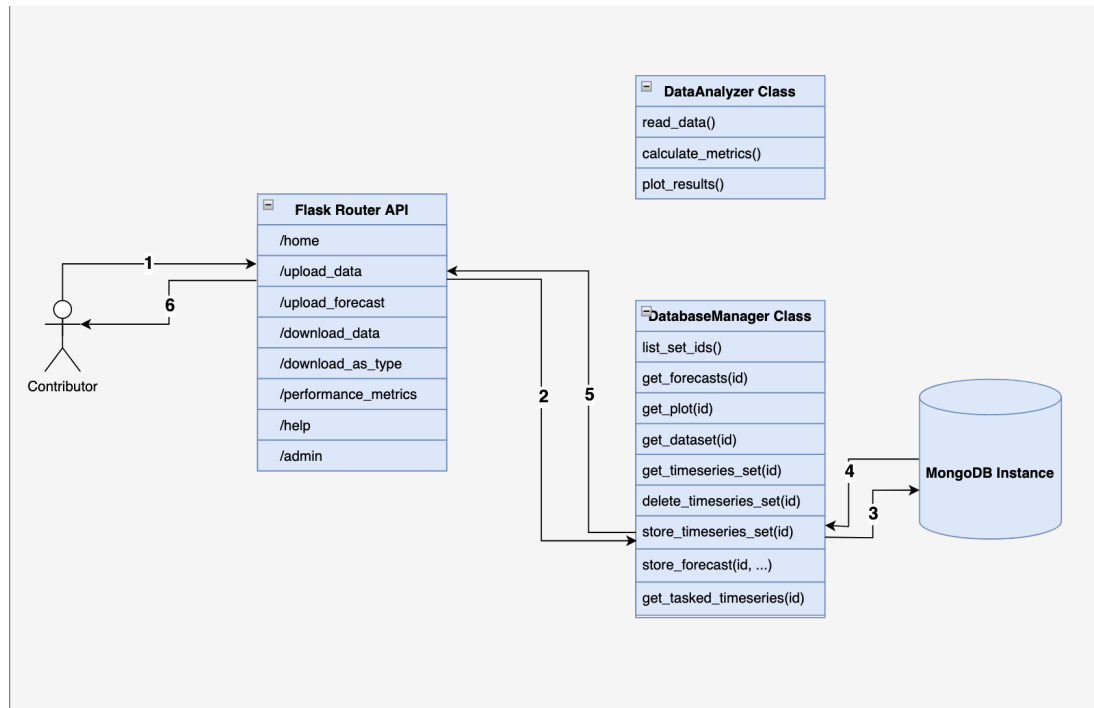 DataAnalyzer Class
read_data()
calculate_metrics()
plot_results()
Flask Router API
/home
/upload_data
/upload_forecast
/download_data
/download_as_type
/performance_metrics
/help
/admin
1
6
Contributor
2
5
DatabaseManager Class
list_set_ids()
get_forecasts(id)
get_plot(id)
get_dataset(id)
get_timeseries_set(id)
delete_timeseries_set(id)
store_timeseries_set(id)
store_forecast(id, ...)
get_tasked_timeseries(id)
4
3
MongoDB Instance